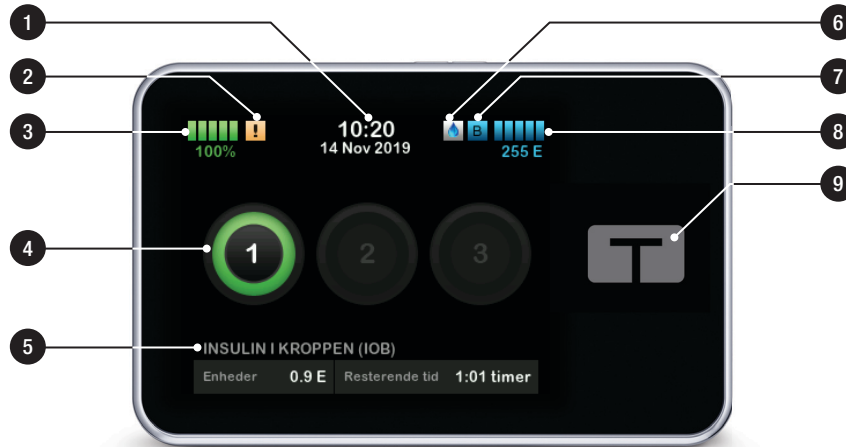 1
2
3
4
5
6
7
8
9
!
10:20
B
100%
14 Nov 2019
255 E
1
2
3
T
INSULIN I KROPPEN (IOB)
Enheder 0.9 E Resterende tid 1:01 timer